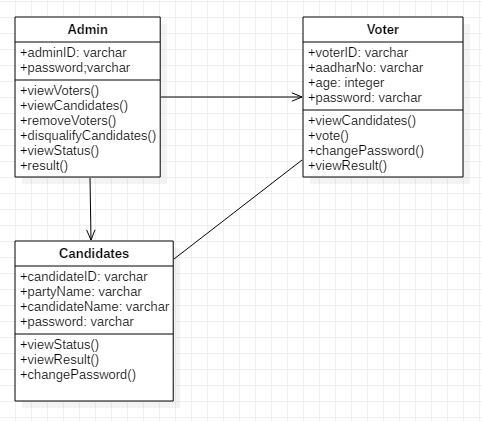 Admin
+adminID: varchar
+password;varchar
+viewVoters()
+viewCandidates()
+removeVoters()
+disqualifyCandidates()
+viewStatus()
+result()
Voter
+voterID: varchar
+aadharNo: varchar
+age: integer
+password: varchar
+viewCandidates()
+vote()
+changePassword()
+viewResult()
Candidates
+candidateID: varchar
+partyName: varchar
+candidateName: varchar
+password: varchar
+viewStatus()
+viewResult()
+changePassword()